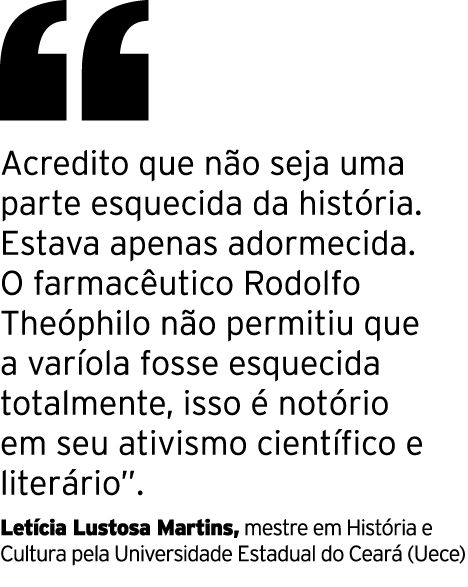 “
Acredito que não seja uma
parte esquecida da história.
Estava apenas adormecida.
O farmacêutico Rodolfo
Theóphilo não permitiu que
a varíola fosse esquecida
totalmente, isso é notório
em seu ativismo científico e
literário”.
Letícia Lustosa Martins, mestre em História e
Cultura pela Universidade Estadual do Ceará (Uece)